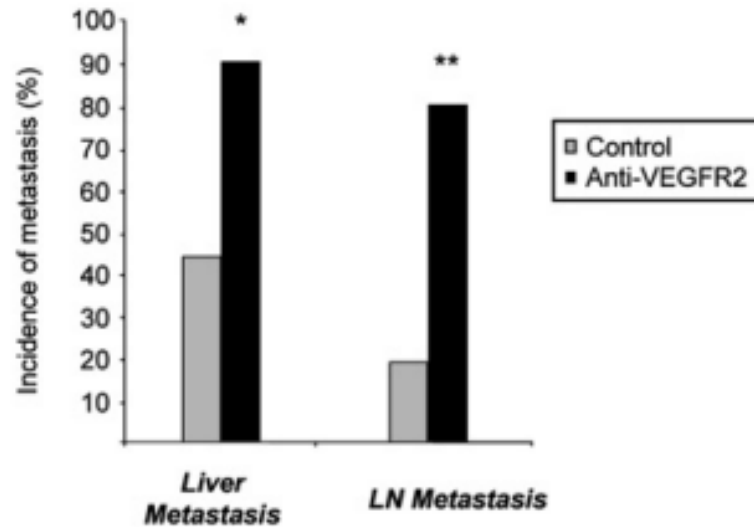 Incidence of metastasis (%)
100
90
80
70
60
50
40
30
20
10
*
**
Control
Anti-VEGFR2
Liver
Metastasis
LN Metastasis